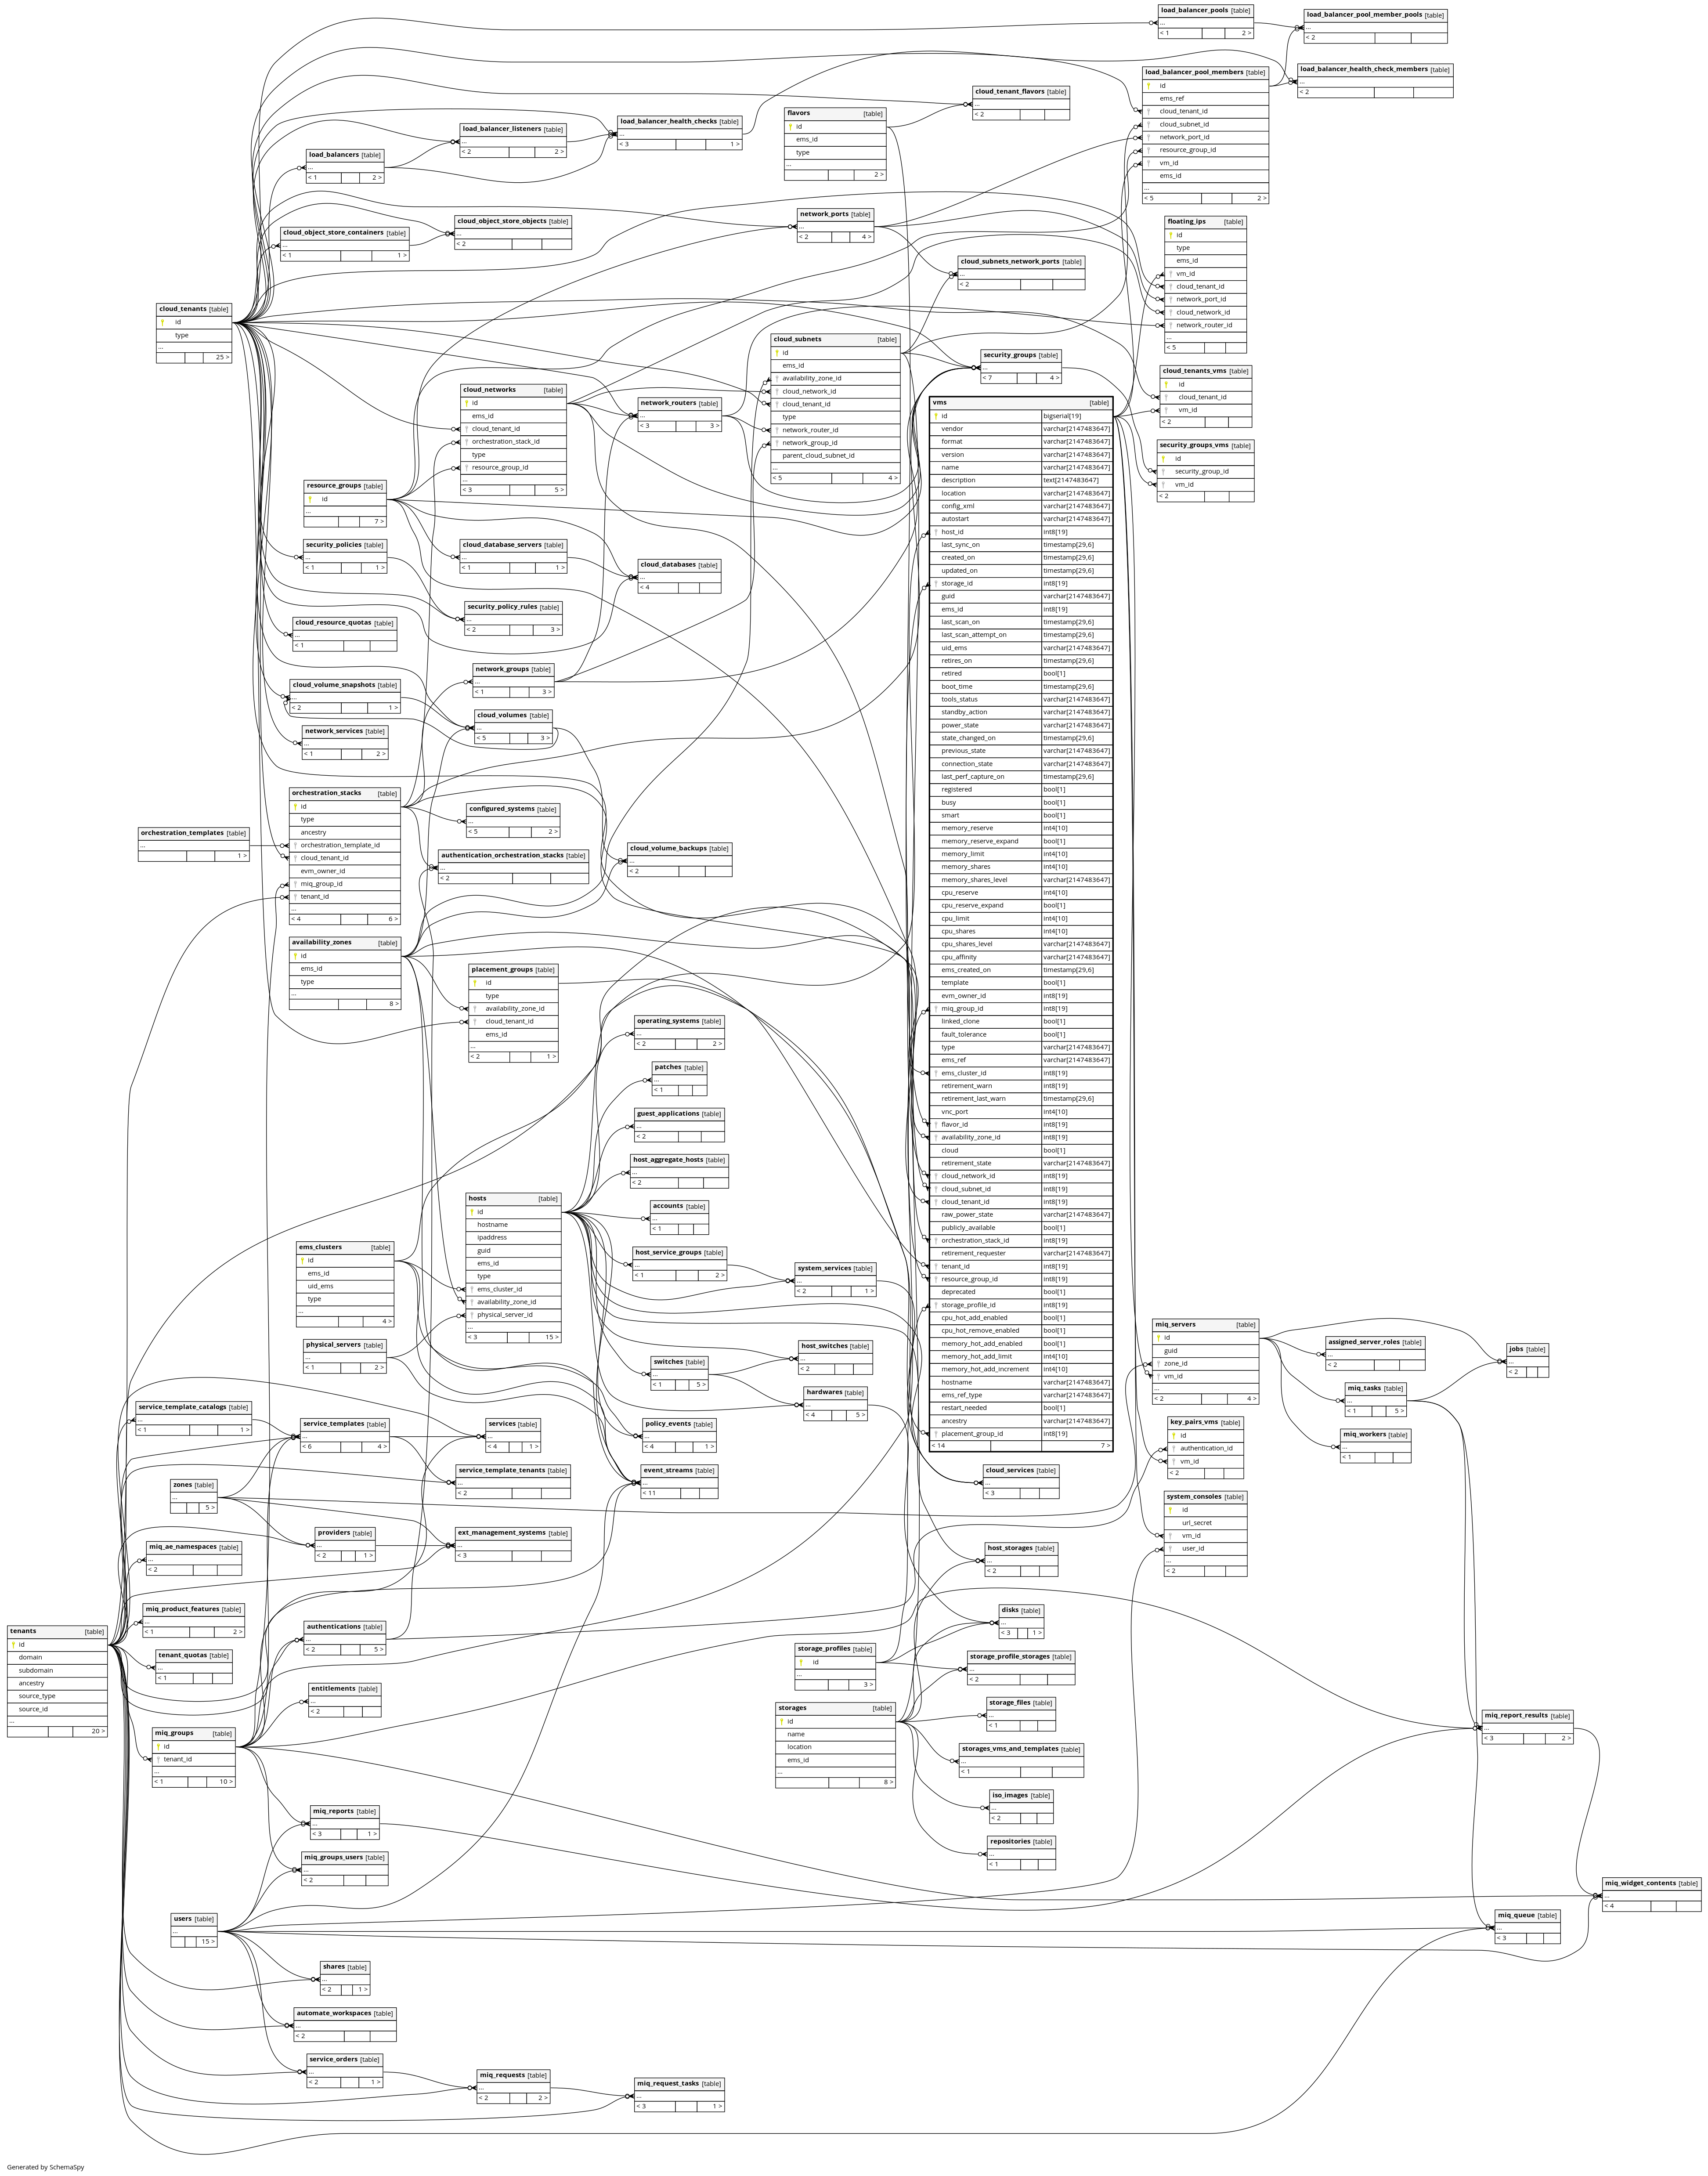 load_balancer_pools [table]
...
< 1 2 >
load_balancer_pool_member_pools [table]
...
< 2
load_balancer_pool_members [table]
id
ems_ref
cloud_tenant_id
cloud_subnet_id
network_port_id
resource_group_id
vm_id
ems_id
...
< 5 2 >
load_balancer_health_check_members [table]
...
< 2
cloud_tenant_flavors [table]
...
< 2
flavors [table]
id
ems_id
type
...
2 >
load_balancer_health_checks [table]
...
< 3 1 >
load_balancer_listeners [table]
...
< 2 2 >
load_balancers [table]
...
< 1 2 >
cloud_object_store_objects [table]
...
< 2
cloud_object_store_containers [table]
...
< 1 1 >
network_ports [table]
...
< 2 4 >
floating_ips [table]
id
type
ems_id
vm_id
cloud_tenant_id
network_port_id
cloud_network_id
network_router_id
...
< 5
cloud_subnets_network_ports [table]
...
< 2
cloud_tenants [table]
id
type
...
25 >
cloud_subnets [table]
id
ems_id
availability_zone_id
cloud_network_id
cloud_tenant_id
type
network_router_id
network_group_id
parent_cloud_subnet_id
...
< 5 4 >
security_groups [table]
...
< 7 4 >
cloud_tenants_vms [table]
id
cloud_tenant_id
vm_id
< 2
cloud_networks [table]
id
ems_id
cloud_tenant_id
orchestration_stack_id
type
resource_group_id
...
< 3 5 >
network_routers [table]
...
< 3 3 >
security_groups_vms [table]
id
security_group_id
vm_id
< 2
vms [table]
id bigserial[19]
vendor varchar[2147483647]
format varchar[2147483647]
version varchar[2147483647]
name varchar[2147483647]
description text[2147483647]
location varchar[2147483647]
config_xml varchar[2147483647]
autostart varchar[2147483647]
host_id int8[19]
last_sync_on timestamp[29,6]
created_on timestamp[29,6]
updated_on timestamp[29,6]
storage_id int8[19]
guid varchar[2147483647]
ems_id int8[19]
last_scan_on timestamp[29,6]
last_scan_attempt_on timestamp[29,6]
uid_ems varchar[2147483647]
retires_on timestamp[29,6]
retired bool[1]
boot_time timestamp[29,6]
tools_status varchar[2147483647]
standby_action varchar[2147483647]
power_state varchar[2147483647]
state_changed_on timestamp[29,6]
previous_state varchar[2147483647]
connection_state varchar[2147483647]
last_perf_capture_on timestamp[29,6]
registered bool[1]
busy bool[1]
smart bool[1]
memory_reserve int4[10]
memory_reserve_expand bool[1]
memory_limit int4[10]
memory_shares int4[10]
memory_shares_level varchar[2147483647]
cpu_reserve int4[10]
cpu_reserve_expand bool[1]
cpu_limit int4[10]
cpu_shares int4[10]
cpu_shares_level varchar[2147483647]
cpu_affinity varchar[2147483647]
ems_created_on timestamp[29,6]
template bool[1]
evm_owner_id int8[19]
miq_group_id int8[19]
linked_clone bool[1]
fault_tolerance bool[1]
type varchar[2147483647]
ems_ref varchar[2147483647]
ems_cluster_id int8[19]
retirement_warn int8[19]
retirement_last_warn timestamp[29,6]
vnc_port int4[10]
flavor_id int8[19]
availability_zone_id int8[19]
cloud bool[1]
retirement_state varchar[2147483647]
cloud_network_id int8[19]
cloud_subnet_id int8[19]
cloud_tenant_id int8[19]
raw_power_state varchar[2147483647]
publicly_available bool[1]
orchestration_stack_id int8[19]
retirement_requester varchar[2147483647]
tenant_id int8[19]
resource_group_id int8[19]
deprecated bool[1]
storage_profile_id int8[19]
cpu_hot_add_enabled bool[1]
cpu_hot_remove_enabled bool[1]
memory_hot_add_enabled bool[1]
memory_hot_add_limit int4[10]
memory_hot_add_increment int4[10]
hostname varchar[2147483647]
ems_ref_type varchar[2147483647]
restart_needed bool[1]
ancestry varchar[2147483647]
placement_group_id int8[19]
< 14 7 >
resource_groups [table]
id
...
7 >
security_policies [table]
...
< 1 1 >
cloud_database_servers [table]
...
< 1 1 >
cloud_databases [table]
...
< 4
security_policy_rules [table]
...
< 2 3 >
cloud_resource_quotas [table]
...
< 1
network_groups [table]
...
< 1 3 >
cloud_volume_snapshots [table]
...
< 2 1 >
cloud_volumes [table]
...
< 5 3 >
network_services [table]
...
< 1 2 >
orchestration_stacks [table]
id
type
ancestry
orchestration_template_id
cloud_tenant_id
evm_owner_id
miq_group_id
tenant_id
...
< 4 6 >
configured_systems [table]
...
< 5 2 >
orchestration_templates [table]
...
1 >
authentication_orchestration_stacks [table]
...
< 2
cloud_volume_backups [table]
...
< 2
availability_zones [table]
id
ems_id
type
...
8 >
placement_groups [table]
id
type
availability_zone_id
cloud_tenant_id
ems_id
...
< 2 1 >
operating_systems [table]
...
< 2 2 >
patches [table]
...
< 1
guest_applications [table]
...
< 2
host_aggregate_hosts [table]
...
< 2
hosts [table]
id
hostname
ipaddress
guid
ems_id
type
ems_cluster_id
availability_zone_id
physical_server_id
...
< 3 15 >
accounts [table]
...
< 1
ems_clusters [table]
id
ems_id
uid_ems
type
...
4 >
host_service_groups [table]
...
< 1 2 >
system_services [table]
...
< 2 1 >
physical_servers [table]
...
< 1 2 >
switches [table]
...
< 1 5 >
host_switches [table]
...
< 2
hardwares [table]
...
< 4 5 >
miq_servers [table]
id
guid
zone_id
vm_id
...
< 2 4 >
assigned_server_roles [table]
...
< 2
jobs [table]
...
< 2
miq_tasks [table]
...
< 1 5 >
miq_workers [table]
...
< 1
key_pairs_vms [table]
id
authentication_id
vm_id
< 2
service_template_catalogs [table]
...
< 1 1 >
service_templates [table]
...
< 6 4 >
services [table]
...
< 4 1 >
policy_events [table]
...
< 4 1 >
service_template_tenants [table]
...
< 2
event_streams [table]
...
< 11
cloud_services [table]
...
< 3
system_consoles [table]
id
url_secret
vm_id
user_id
...
< 2
zones [table]
...
5 >
providers [table]
...
< 2 1 >
ext_management_systems [table]
...
< 3
miq_ae_namespaces [table]
...
< 2
host_storages [table]
...
< 2
miq_product_features [table]
...
< 1 2 >
disks [table]
...
< 3 1 >
tenants [table]
id
domain
subdomain
ancestry
source_type
source_id
...
20 >
authentications [table]
...
< 2 5 >
tenant_quotas [table]
...
< 1
storage_profiles [table]
id
...
3 >
storage_profile_storages [table]
...
< 2
entitlements [table]
...
< 2
storages [table]
id
name
location
ems_id
...
8 >
storage_files [table]
...
< 1
miq_report_results [table]
...
< 3 2 >
miq_groups [table]
id
tenant_id
...
< 1 10 >
storages_vms_and_templates [table]
...
< 1
iso_images [table]
...
< 2
miq_reports [table]
...
< 3 1 >
repositories [table]
...
< 1
miq_groups_users [table]
...
< 2
miq_widget_contents [table]
...
< 4
users [table]
...
15 >
miq_queue [table]
...
< 3
shares [table]
...
< 2 1 >
automate_workspaces [table]
...
< 2
service_orders [table]
...
< 2 1 >
miq_requests [table]
...
< 2 2 >
miq_request_tasks [table]
...
< 3 1 >
Generated by SchemaSpy